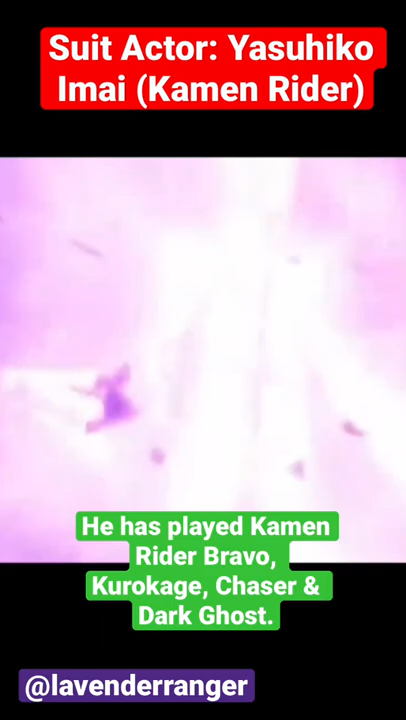 Suit Actor: Yasuhiko
Imai (Kamen Rider)
He has played Kamen
Rider Bravo,
Kurokage, Chaser &
Dark Ghost.
@lavenderranger